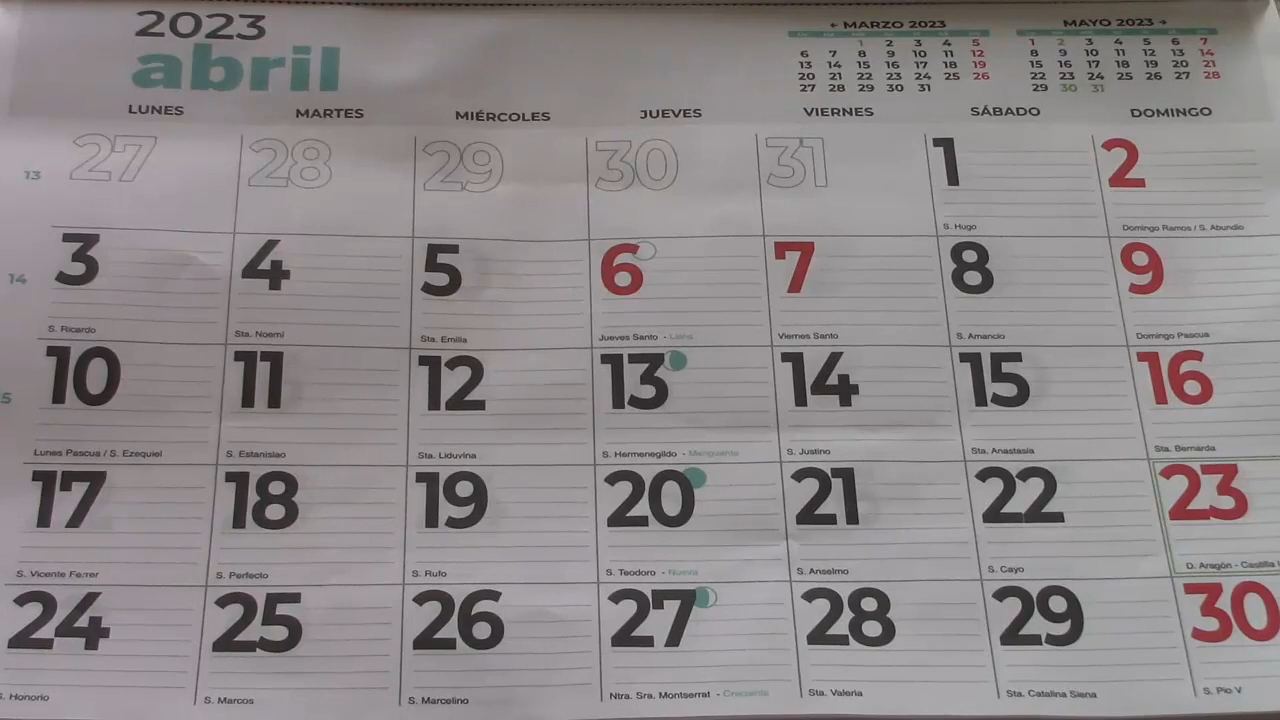 2023
abril
← MARZO 2023
1 2 3 4 5
6 7 8 9 10 11 12
13 14 15 16 17 18 19
20 21 22 23 24 25 26
27 28 29 30 31
MAYO 2023 →
1 2 3 4 5 6 7
8 9 10 11 12 13 14
15 16 17 18 19 20 21
22 23 24 25 26 27 28
29 30 31
LUNES MARTES MIÉRCOLES JUEVES VIERNES SÁBADO DOMINGO
13 27 28 29 30 31 1 2
S. Hugo Domingo Ramos / S. Abundio
14 3 4 5 6 7 8 9
S. Ricardo Sta. Noemí Sta. Emilia Jueves Santo - Llena Viernes Santo S. Amancio Domingo Pascua
5 10 11 12 13 14 15 16
Lunes Pascua / S. Ezequiel S. Estanislao Sta. Liduvina S. Hermenegildo - Menguante S. Justino Sta. Anastasia Sta. Bernarda
17 18 19 20 21 22 23
S. Vicente Ferrer S. Perfecto S. Rufo S. Teodoro - Nueva S. Anselmo S. Cayo D. Aragón - Castilla
24 25 26 27 28 29 30
S. Honorio S. Marcos S. Marcelino Ntra. Sra. Montserrat - Creciente Sta. Valeria Sta. Catalina Siena S. Pío V